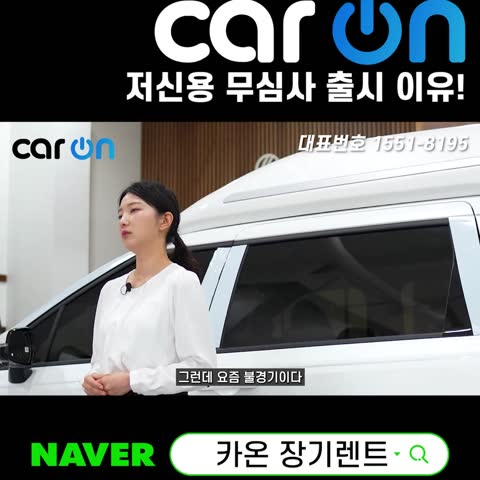 car on
저신용 무심사 출시 이유!
car on
대표번호 1551-8195
그런데 요즘 불경기이다
NAVER
카온 장기렌트